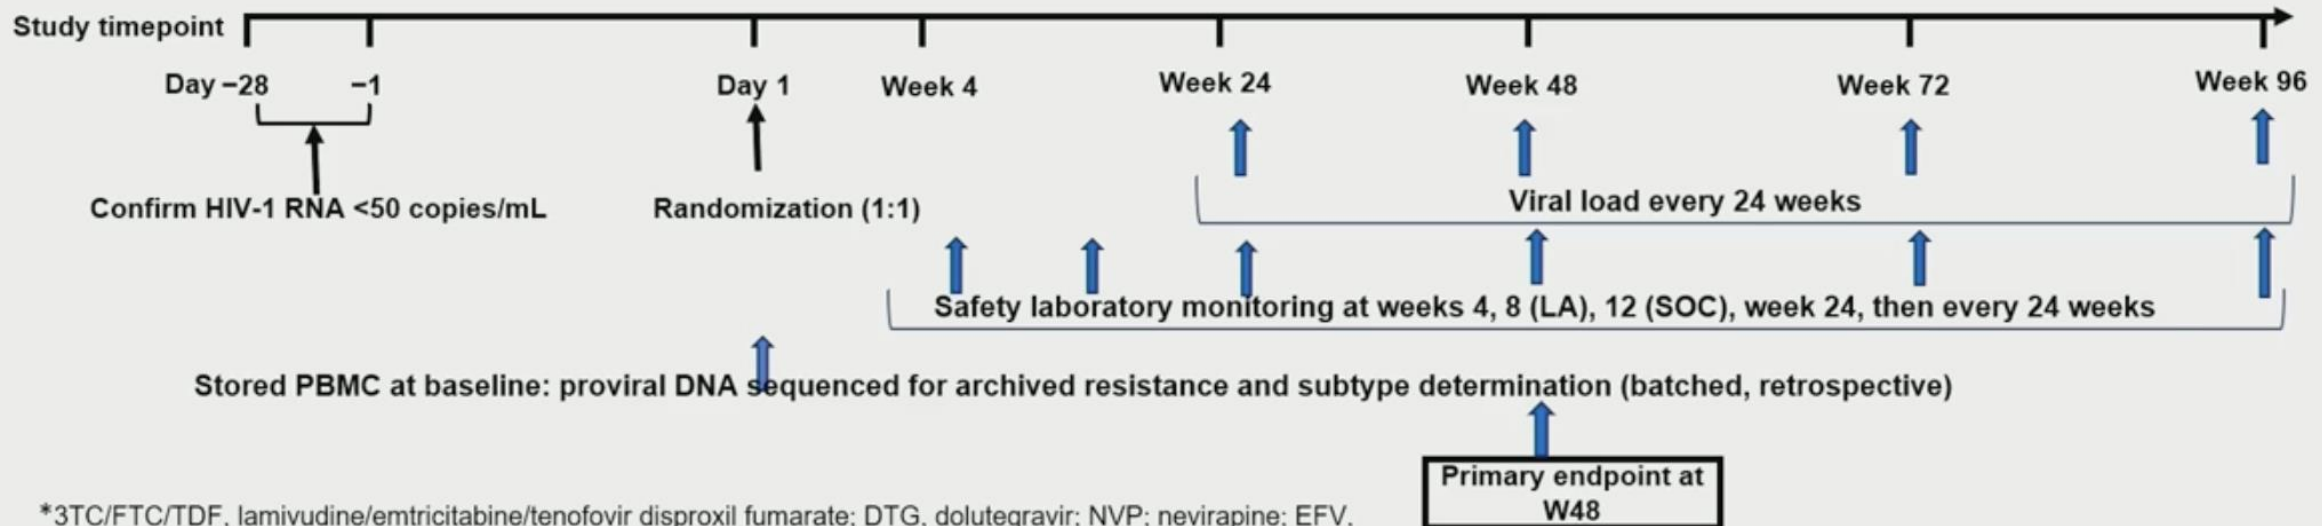 Study timepoint
Day −28 −1 Day 1 Week 4 Week 24 Week 48 Week 72 Week 96
Confirm HIV-1 RNA <50 copies/mL
Randomization (1:1)
Viral load every 24 weeks
Safety laboratory monitoring at weeks 4, 8 (LA), 12 (SOC), week 24, then every 24 weeks
Stored PBMC at baseline: proviral DNA sequenced for archived resistance and subtype determination (batched, retrospective)
Primary endpoint at
W48
*3TC/FTC/TDF, lamivudine/emtricitabine/tenofovir disproxil fumarate; DTG, dolutegravir; NVP; nevirapine; EFV,